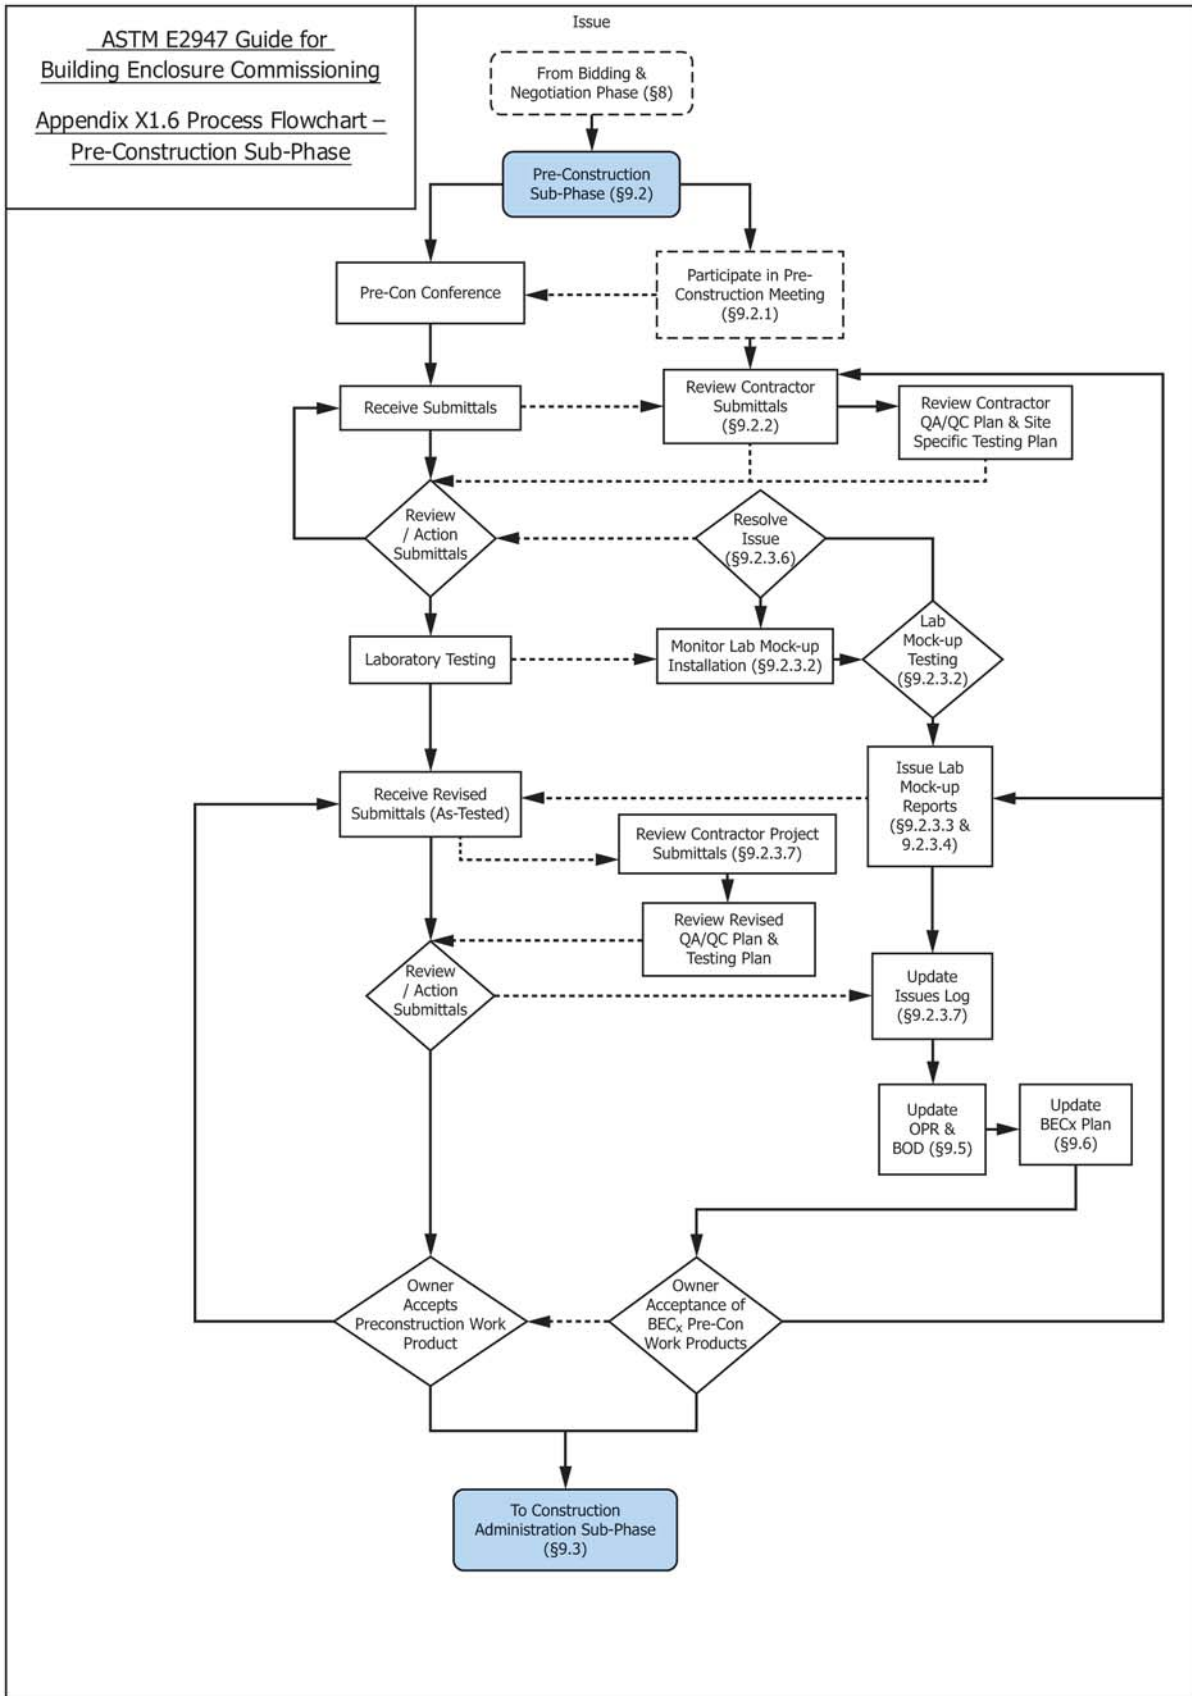 ASTM E2947 Guide for
Building Enclosure Commissioning
Appendix X1.6 Process Flowchart –
Pre-Construction Sub-Phase
Issue
From Bidding &
Negotiation Phase (§8)
Pre-Construction
Sub-Phase (§9.2)
Pre-Con Conference
Participate in Pre-
Construction Meeting
(§9.2.1)
Receive Submittals
Review Contractor
Submittals
(§9.2.2)
Review Contractor
QA/QC Plan & Site
Specific Testing Plan
Review
/ Action
Submittals
Resolve
Issue
(§9.2.3.6)
Laboratory Testing
Monitor Lab Mock-up
Installation (§9.2.3.2)
Lab
Mock-up
Testing
(§9.2.3.2)
Receive Revised
Submittals (As-Tested)
Issue Lab
Mock-up
Reports
(§9.2.3.3 &
9.2.3.4)
Review Contractor Project
Submittals (§9.2.3.7)
Review Revised
QA/QC Plan &
Testing Plan
Review
/ Action
Submittals
Update
Issues Log
(§9.2.3.7)
Update
OPR &
BOD (§9.5)
Update
BECx Plan
(§9.6)
Owner
Accepts
Preconstruction Work
Product
Owner
Acceptance of
BECx Pre-Con
Work Products
To Construction
Administration Sub-Phase
(§9.3)